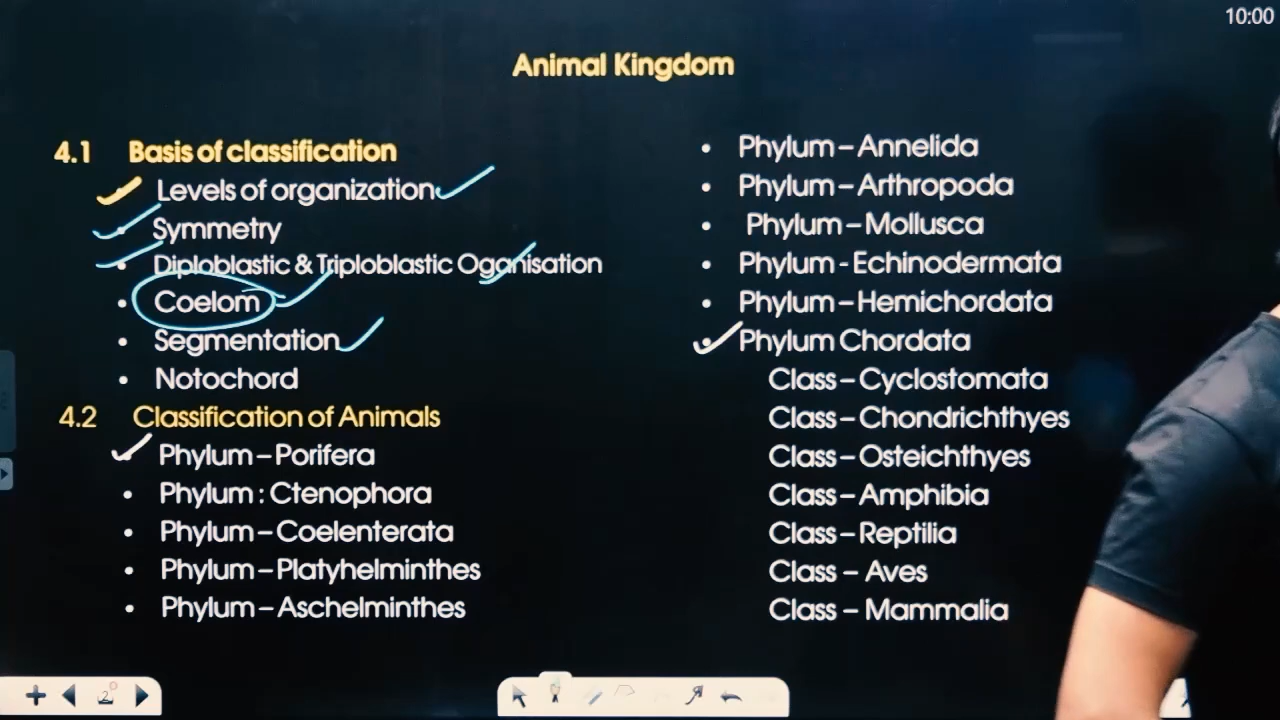 10:00
Animal Kingdom
4.1 Basis of classification
• Levels of organization
• Symmetry
• Diploblastic & Triploblastic Oganisation
• Coelom
• Segmentation
• Notochord
4.2 Classification of Animals
• Phylum – Porifera
• Phylum : Ctenophora
• Phylum – Coelenterata
• Phylum – Platyhelminthes
• Phylum – Aschelminthes
• Phylum – Annelida
• Phylum – Arthropoda
• Phylum – Mollusca
• Phylum - Echinodermata
• Phylum – Hemichordata
• Phylum Chordata
Class – Cyclostomata
Class – Chondrichthyes
Class – Osteichthyes
Class – Amphibia
Class – Reptilia
Class – Aves
Class – Mammalia
2